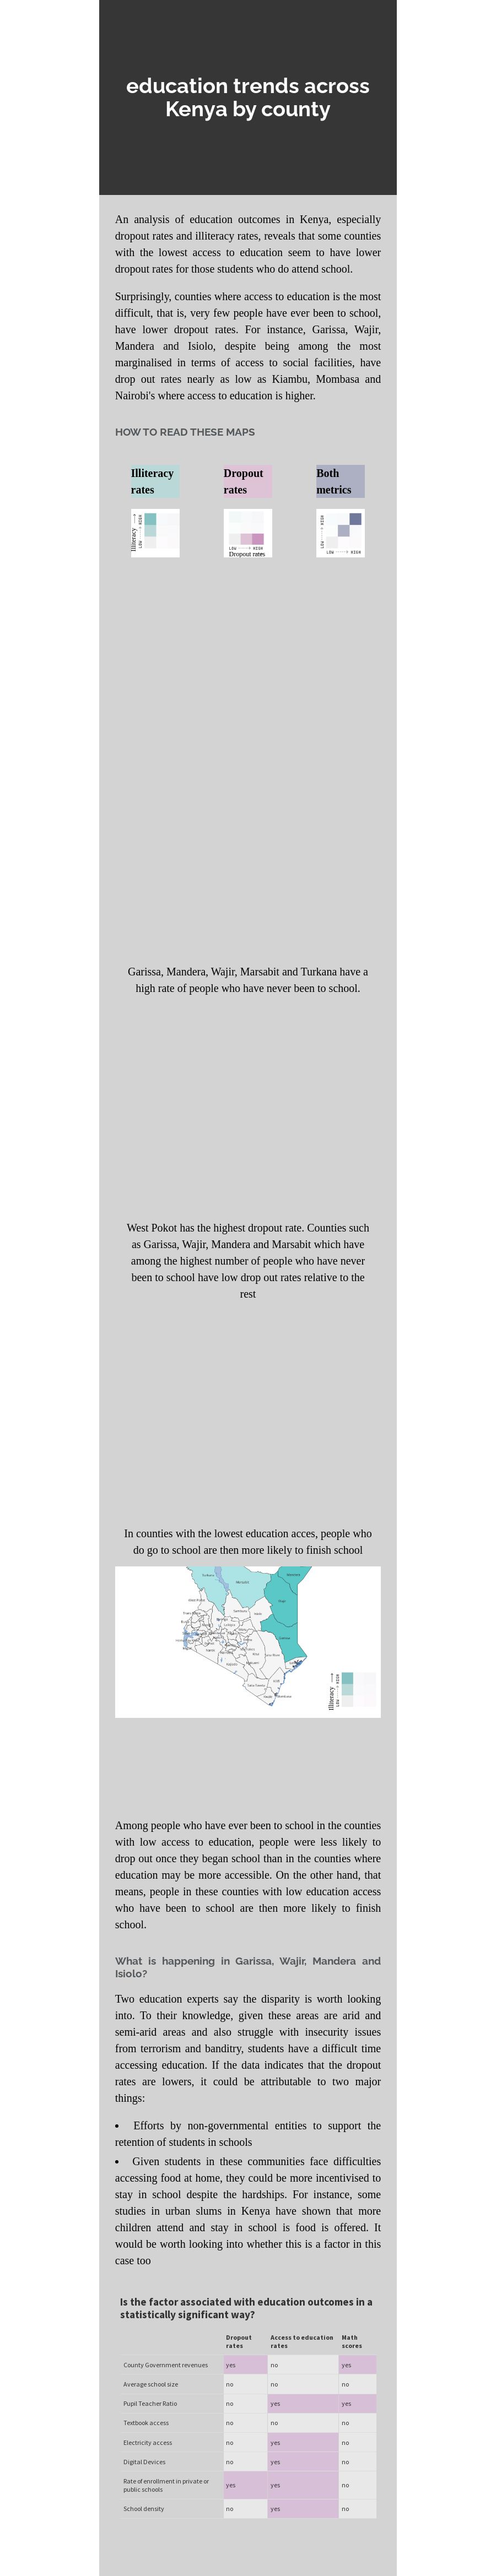 education trends across
Kenya by county
An analysis of education outcomes in Kenya, especially
dropout rates and illiteracy rates, reveals that some counties
with the lowest access to education seem to have lower
dropout rates for those students who do attend school.
Surprisingly, counties where access to education is the most
difficult, that is, very few people have ever been to school,
have lower dropout rates. For instance, Garissa, Wajir,
Mandera and Isiolo, despite being among the most
marginalised in terms of access to social facilities, have
drop out rates nearly as low as Kiambu, Mombasa and
Nairobi's where access to education is higher.
HOW TO READ THESE MAPS
Illiteracy
rates
Dropout
rates
Both
metrics
Illiteracy
LOW
HIGH
LOW
HIGH
Dropout rates
LOW
HIGH
LOW
HIGH
Garissa, Mandera, Wajir, Marsabit and Turkana have a
high rate of people who have never been to school.
West Pokot has the highest dropout rate. Counties such
as Garissa, Wajir, Mandera and Marsabit which have
among the highest number of people who have never
been to school have low drop out rates relative to the
rest
In counties with the lowest education acces, people who
do go to school are then more likely to finish school
Illiteracy
LOW
HIGH
Among people who have ever been to school in the counties
with low access to education, people were less likely to
drop out once they began school than in the counties where
education may be more accessible. On the other hand, that
means, people in these counties with low education access
who have been to school are then more likely to finish
school.
What is happening in Garissa, Wajir, Mandera and
Isiolo?
Two education experts say the disparity is worth looking
into. To their knowledge, given these areas are arid and
semi-arid areas and also struggle with insecurity issues
from terrorism and banditry, students have a difficult time
accessing education. If the data indicates that the dropout
rates are lowers, it could be attributable to two major
things:
• Efforts by non-governmental entities to support the
retention of students in schools
• Given students in these communities face difficulties
accessing food at home, they could be more incentivised to
stay in school despite the hardships. For instance, some
studies in urban slums in Kenya have shown that more
children attend and stay in school is food is offered. It
would be worth looking into whether this is a factor in this
case too
Is the factor associated with education outcomes in a
statistically significant way?
Dropout rates Access to education rates Math scores
County Government revenues yes no yes
Average school size no no no
Pupil Teacher Ratio no yes yes
Textbook access no no no
Electricity access no yes no
Digital Devices no yes no
Rate of enrollment in private or
public schools yes yes no
School density no yes no